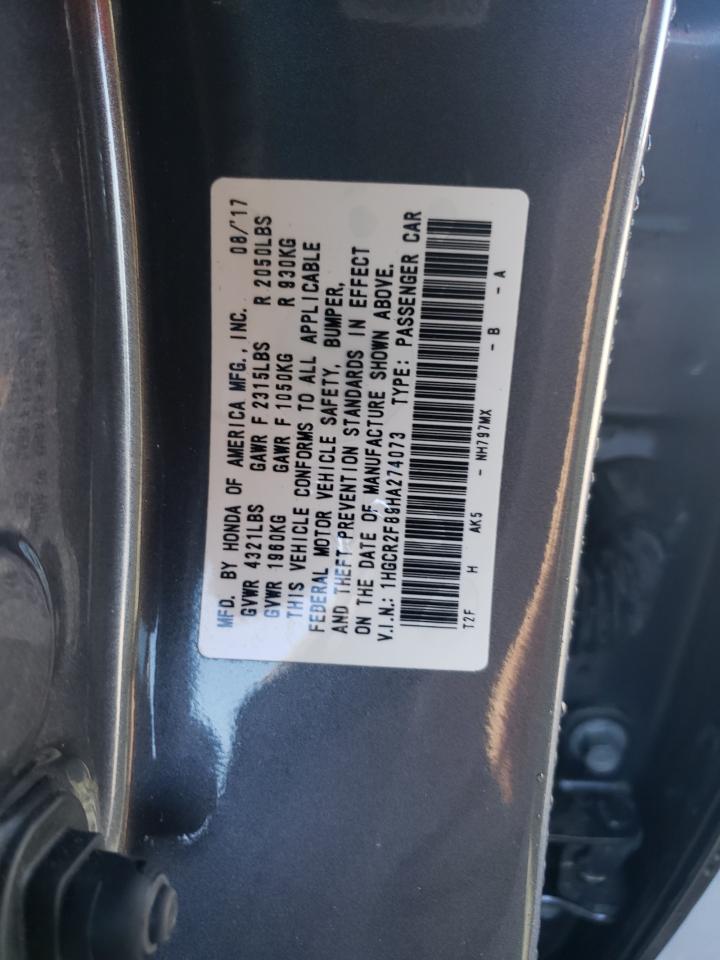 MFD. BY HONDA OF AMERICA MFG., INC. 08/'17
GVWR 4321LBS GAWR F 2315LBS R 2050LBS
GVWR 1960KG GAWR F 1050KG R 930KG
THIS VEHICLE CONFORMS TO ALL APPLICABLE
FEDERAL MOTOR VEHICLE SAFETY, BUMPER,
AND THEFT PREVENTION STANDARDS IN EFFECT
ON THE DATE OF MANUFACTURE SHOWN ABOVE.
V.I.N.: TYPE: PASSENGER CAR
T2F H AK5 - NH797MX - B - A